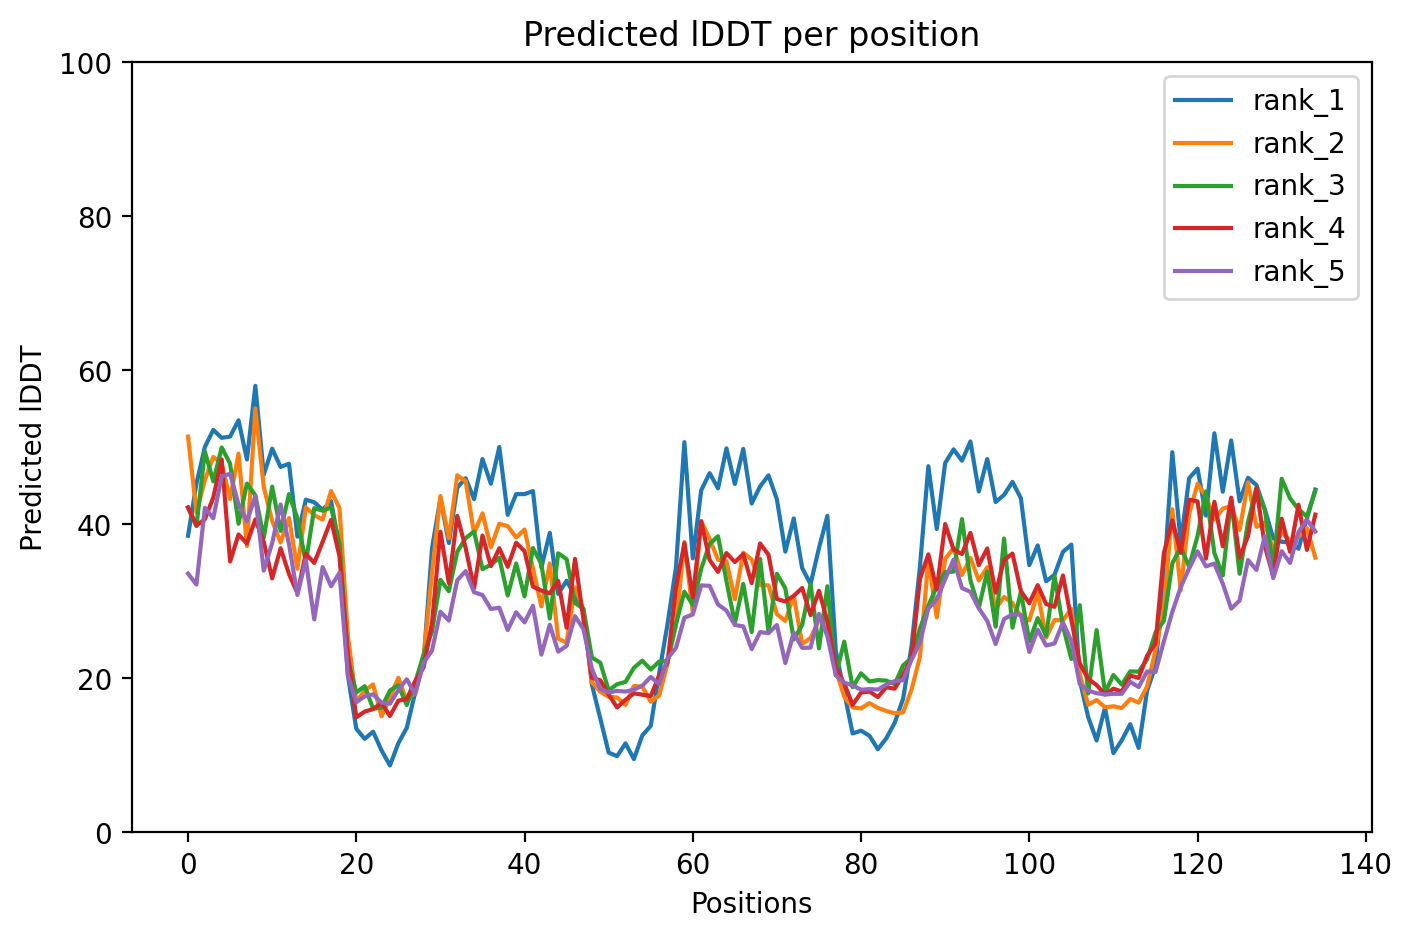 Predicted lDDT per position
100
80
60
40
20
0
Predicted lDDT
rank_1
rank_2
rank_3
rank_4
rank_5
0 20 40 60 80 100 120 140
Positions